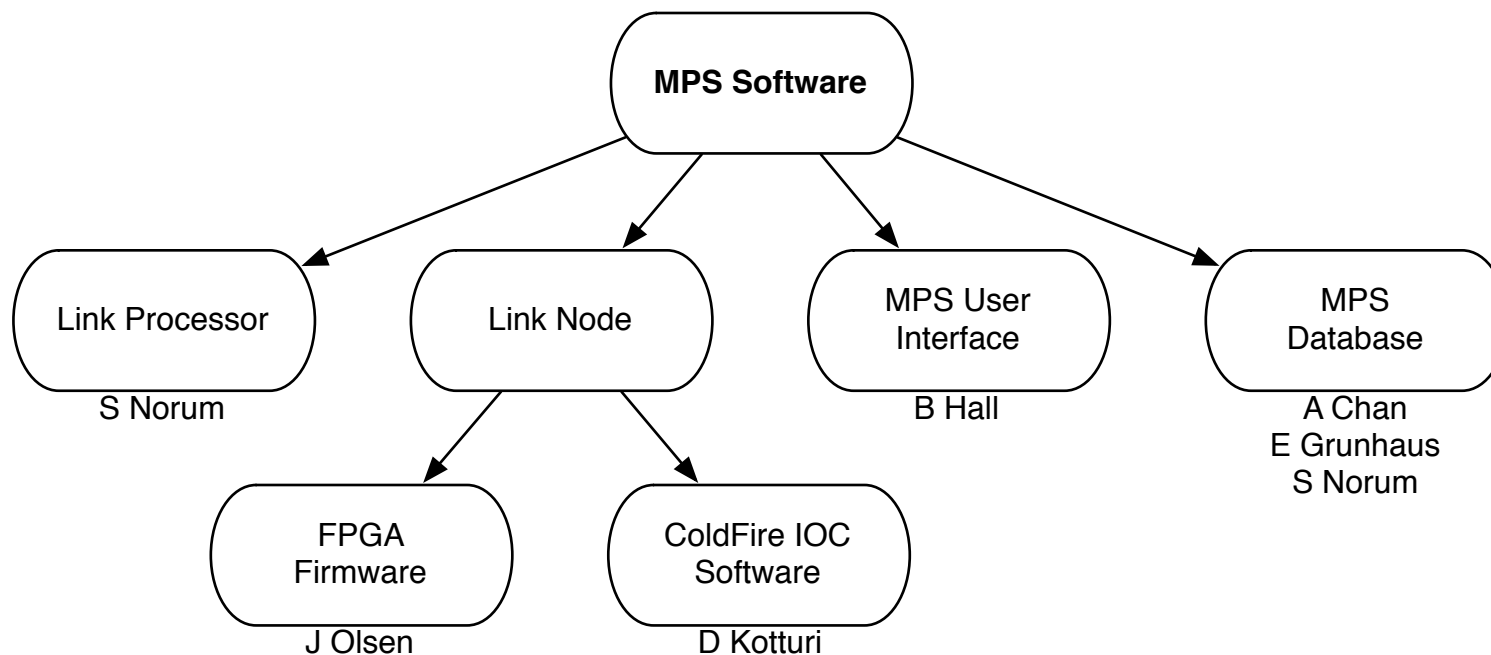 MPS Software
Link Processor
S Norum
Link Node
MPS User
Interface
B Hall
MPS
Database
A Chan
E Grunhaus
S Norum
FPGA
Firmware
J Olsen
ColdFire IOC
Software
D Kotturi